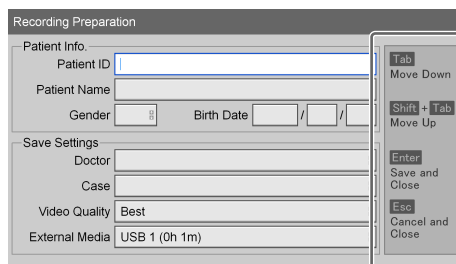 Recording Preparation
Patient Info.
Patient ID
Patient Name
Gender
Birth Date / /
Save Settings
Doctor
Case
Video Quality Best
External Media USB 1 (0h 1m)
Tab
Move Down
Shift + Tab
Move Up
Enter
Save and
Close
Esc
Cancel and
Close